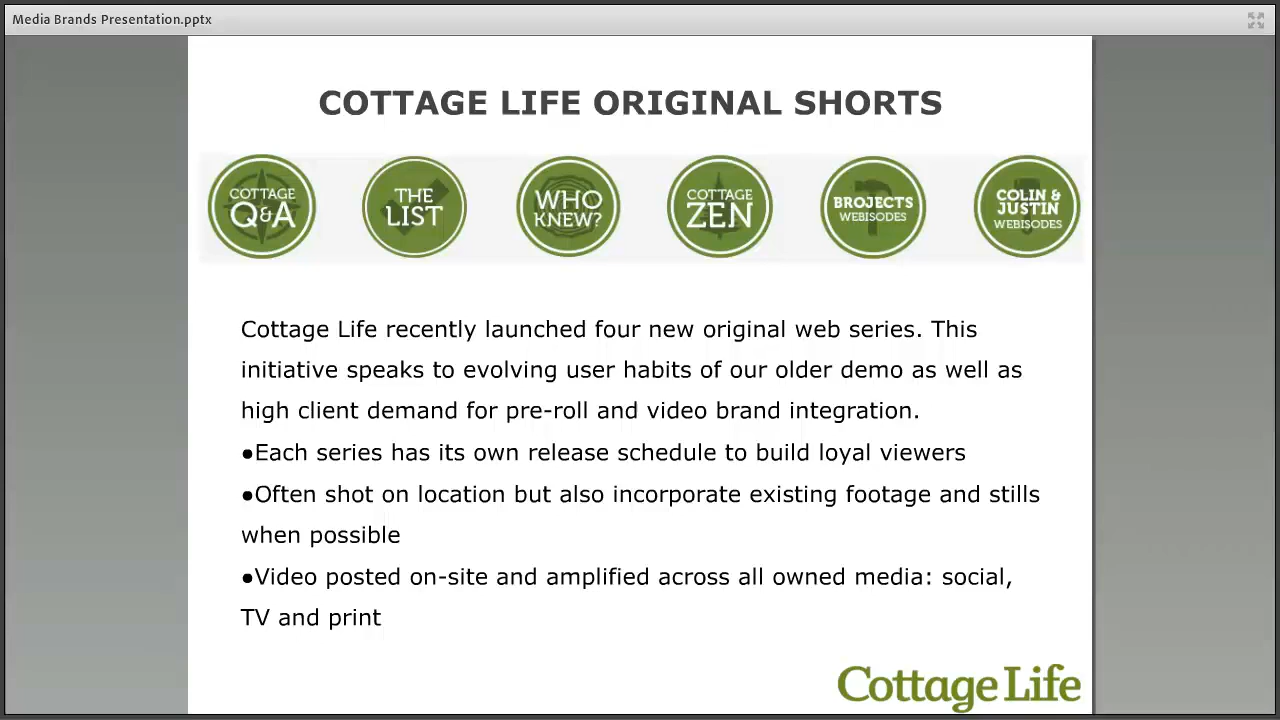 Media Brands Presentation.pptx
COTTAGE LIFE ORIGINAL SHORTS
COTTAGE
Q&A
THE
LIST
WHO
KNEW?
COTTAGE
ZEN
BROJECTS
WEBISODES
COLIN &
JUSTIN
WEBISODES
Cottage Life recently launched four new original web series. This
initiative speaks to evolving user habits of our older demo as well as
high client demand for pre-roll and video brand integration.
●Each series has its own release schedule to build loyal viewers
●Often shot on location but also incorporate existing footage and stills
when possible
●Video posted on-site and amplified across all owned media: social,
TV and print
Cottage Life